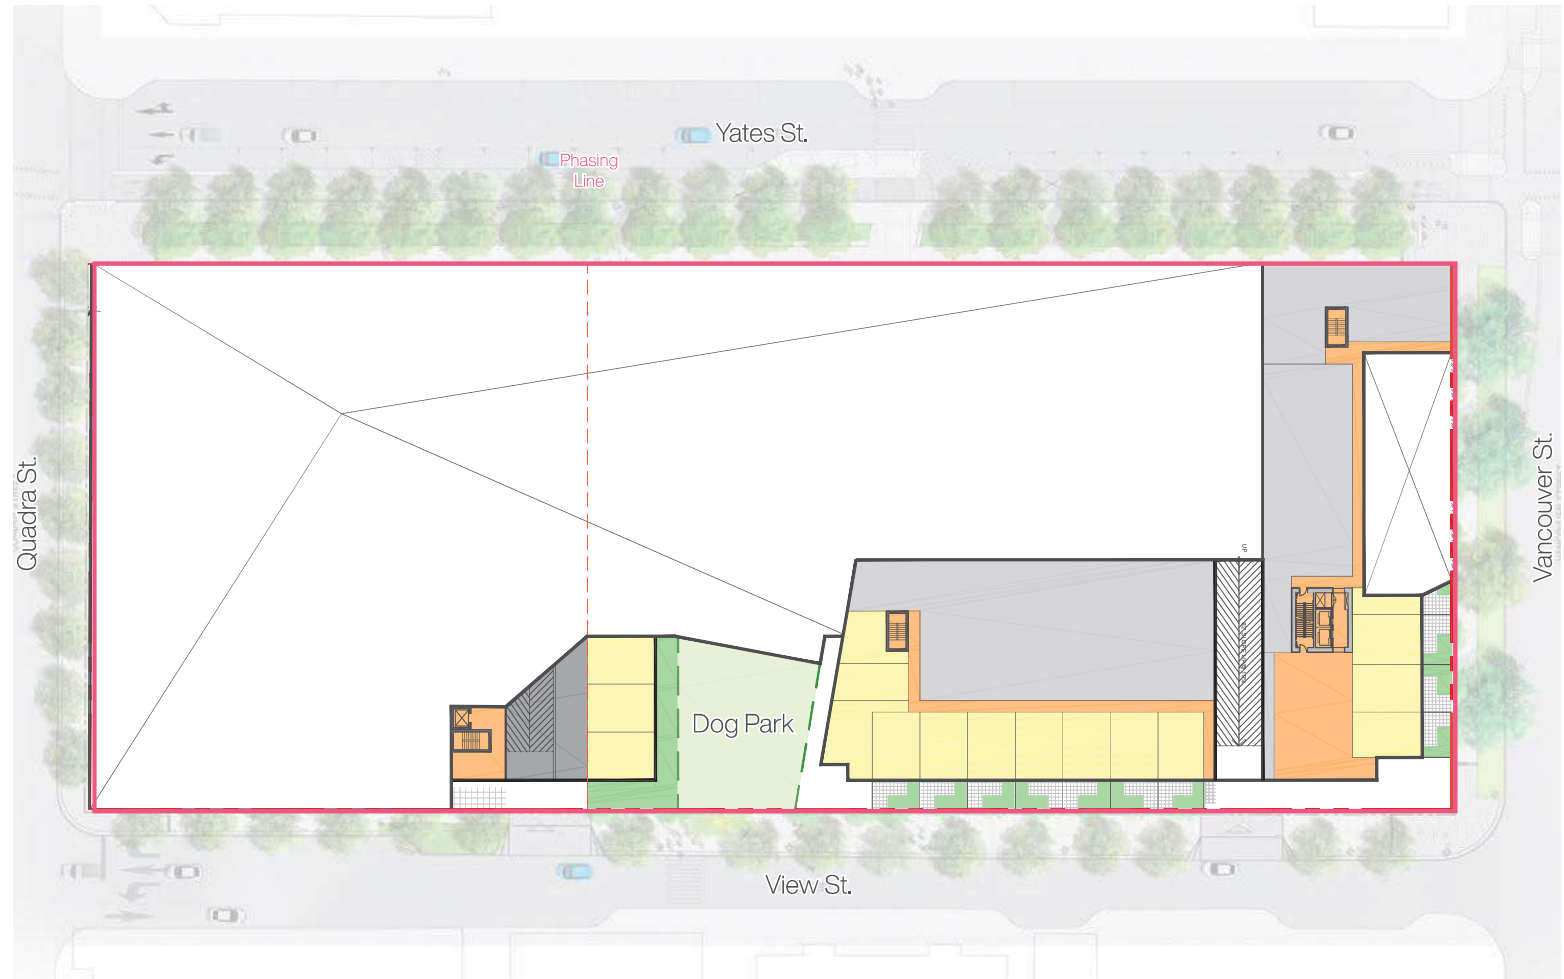 Yates St.
Phasing
Line
Quadra St.
Vancouver St.
UP
Dog Park
View St.